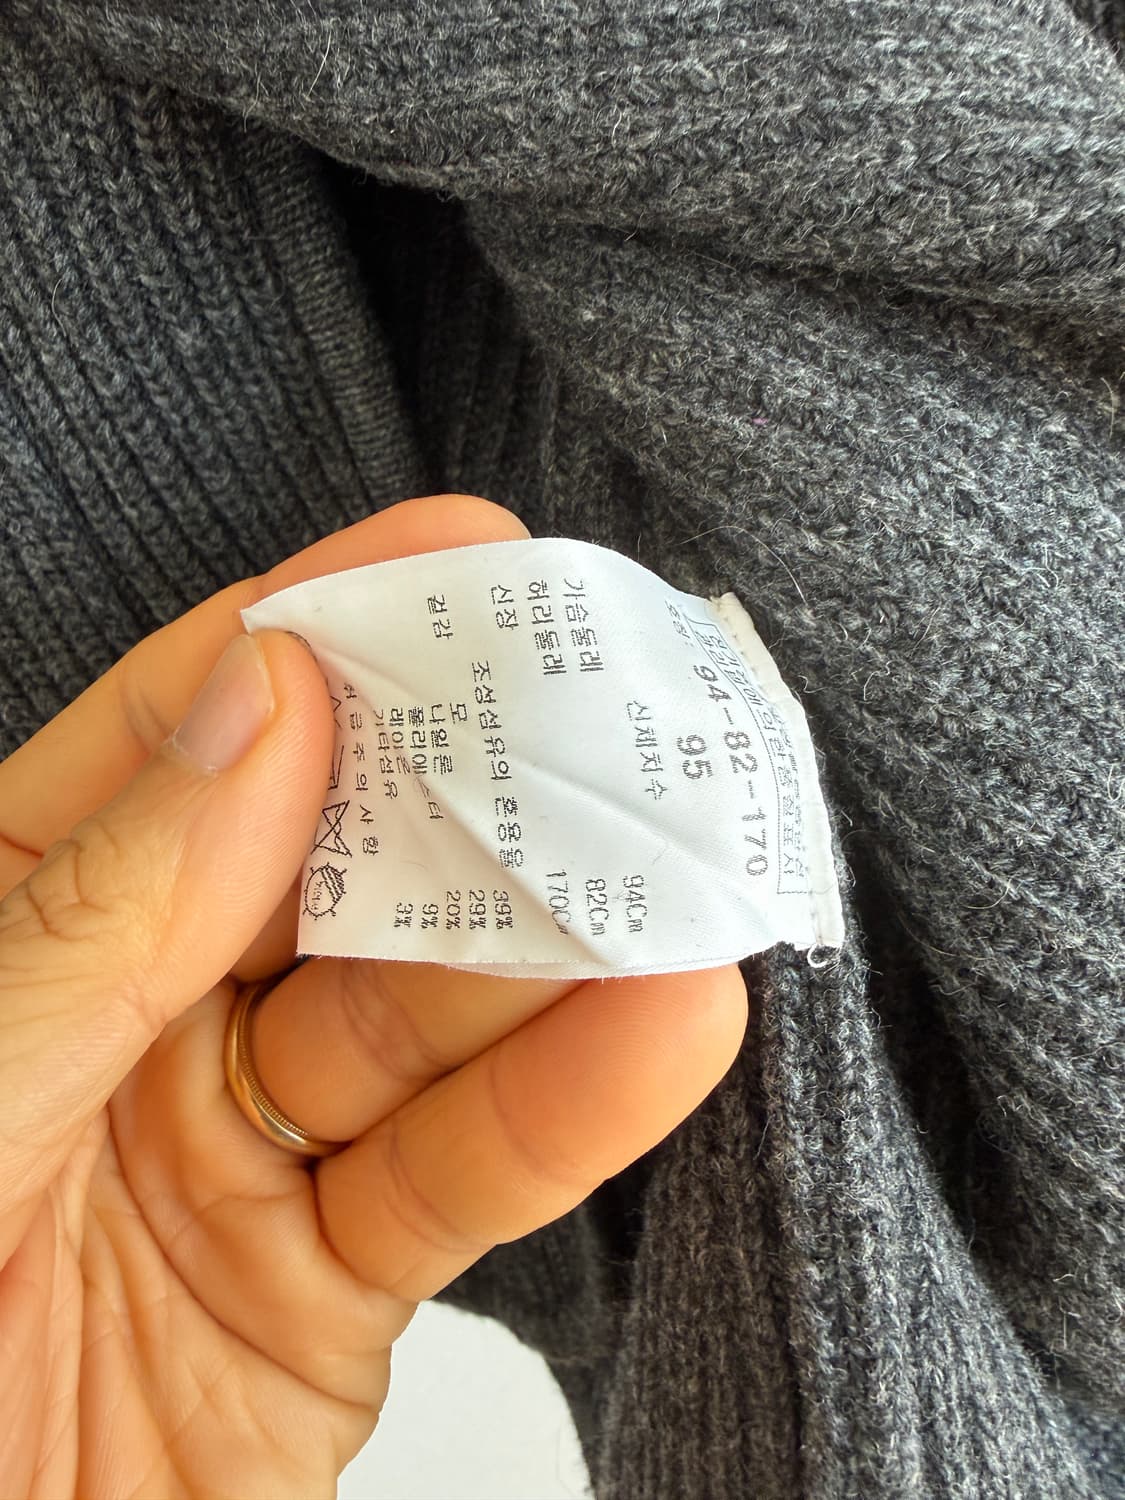 94-82-170
95
신체치수
가슴둘레 94Cm
허리둘레 82Cm
신장 170Cm
조성섬유의 혼용율
겉감 모 39%
나일론 29%
폴리에스터 20%
레이온 9%
기타섬유 3%
취급주의사항